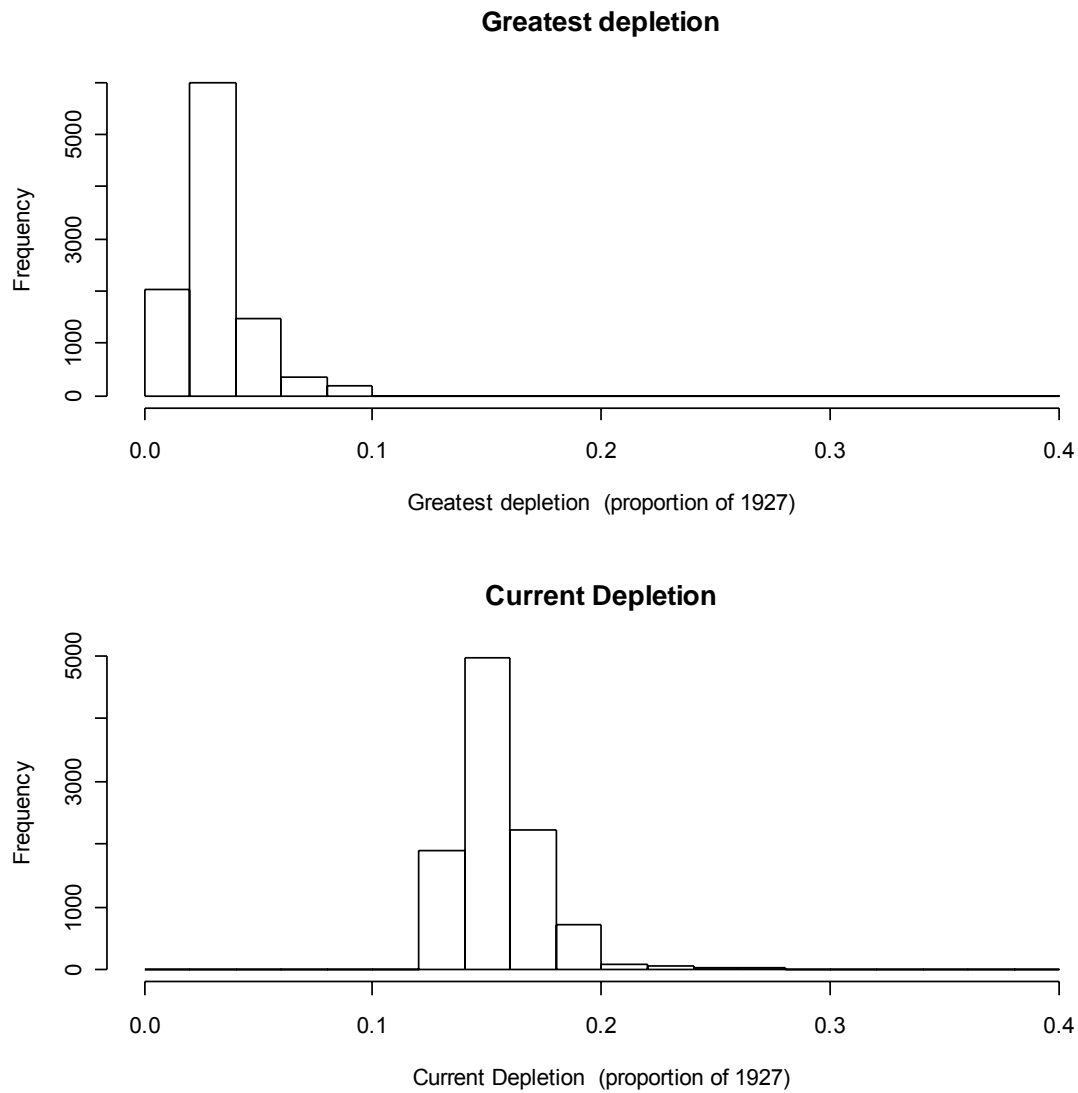 Greatest depletion
Frequency
5000
3000
1000
0
0.0 0.1 0.2 0.3 0.4
Greatest depletion (proportion of 1927)
Current Depletion
Frequency
5000
3000
1000
0
0.0 0.1 0.2 0.3 0.4
Current Depletion (proportion of 1927)